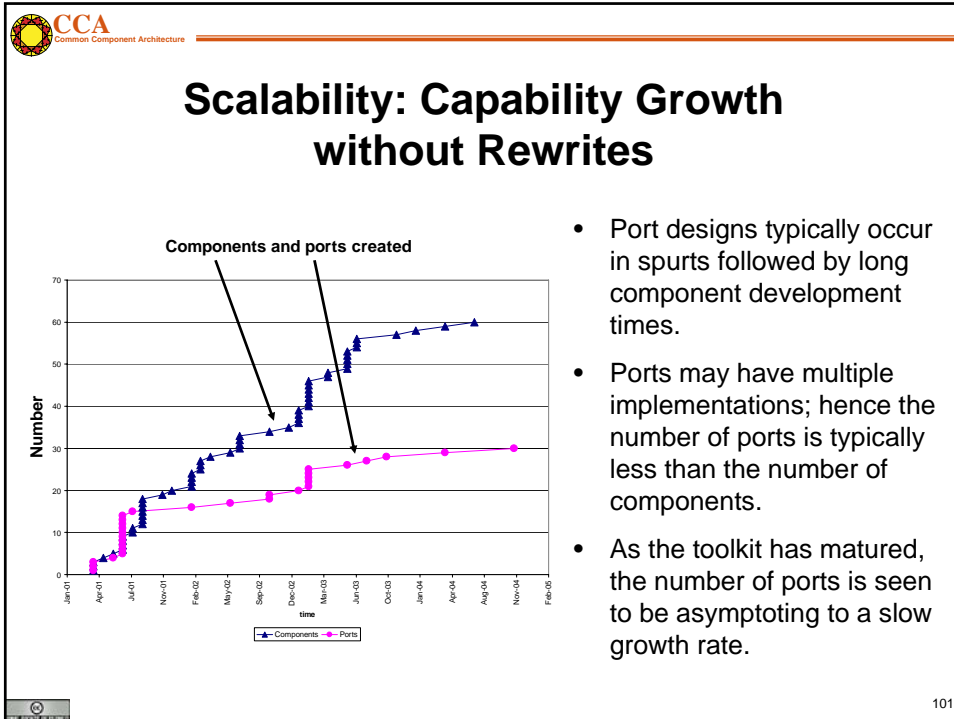 CCA
Common Component Architecture
Scalability: Capability Growth
without Rewrites
Components and ports created
70
60
50
40
30
20
10
0
Number
Jan-01
Apr-01
Jul-01
Nov-01
Feb-02
May-02
Sep-02
Dec-02
Mar-03
Jun-03
Oct-03
Jan-04
Apr-04
Aug-04
Nov-04
Feb-05
time
Components
Ports
• Port designs typically occur
in spurts followed by long
component development
times.
• Ports may have multiple
implementations; hence the
number of ports is typically
less than the number of
components.
• As the toolkit has matured,
the number of ports is seen
to be asymptoting to a slow
growth rate.
cc
101